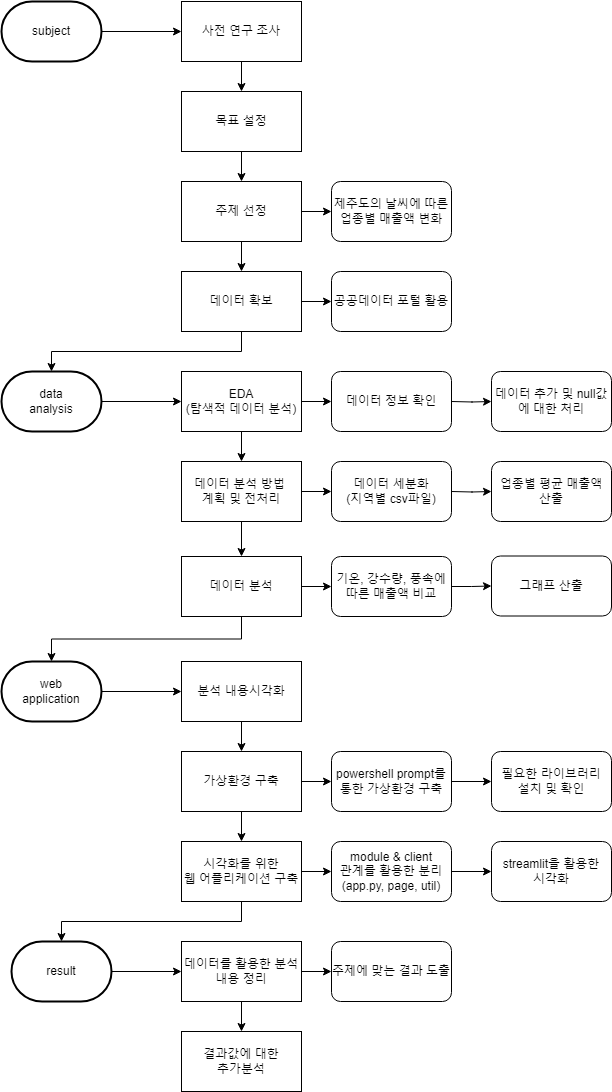 subject
사전 연구 조사
목표 설정
주제 선정
제주도의 날씨에 따른
업종별 매출액 변화
데이터 확보
공공데이터 포털 활용
data
analysis
EDA
(탐색적 데이터 분석)
데이터 정보 확인
데이터 추가 및 null값
에 대한 처리
데이터 분석 방법
계획 및 전처리
데이터 세분화
(지역별 csv파일)
업종별 평균 매출액
산출
데이터 분석
기온, 강수량, 풍속에
따른 매출액 비교
그래프 산출
web
application
분석 내용시각화
가상환경 구축
powershell prompt를
통한 가상환경 구축
필요한 라이브러리
설치 및 확인
시각화를 위한
웹 어플리케이션 구축
module & client
관계를 활용한 분리
(app.py, page, util)
streamlit을 활용한
시각화
result
데이터를 활용한 분석
내용 정리
주제에 맞는 결과 도출
결과값에 대한
추가분석